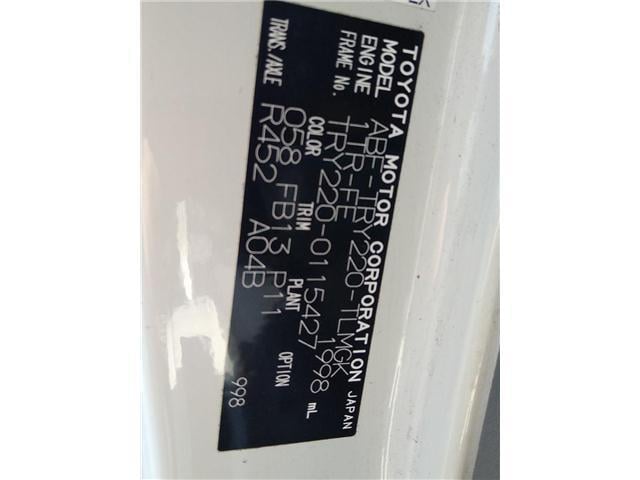 TOYOTA MOTOR CORPORATION JAPAN
MODEL ABF-TRY220-TLMGK
ENGINE 1TR-FE 1998 mL
FRAME No. TRY220-0115427
COLOR TRIM PLANT OPTION
058 FB13 P11
TRANS./AXLE R452 A04B
998